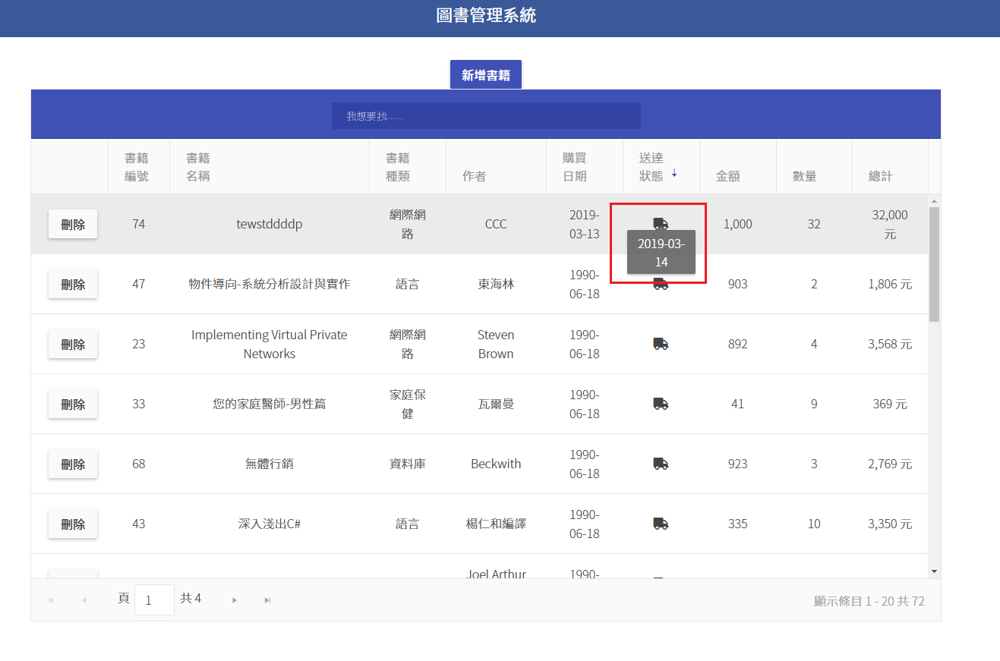 圖書管理系統
新增書籍
我想要找......
書籍
編號
書籍
名稱
書籍
種類
作者
購買
日期
送達
狀態
金額
數量
總計
刪除
74
tewstddddp
網際網
路
CCC
2019-
03-13
2019-03-
14
1,000
32
32,000
元
刪除
47
物件導向-系統分析設計與實作
語言
東海林
1990-
06-18
903
2
1,806 元
刪除
23
Implementing Virtual Private
Networks
網際網
路
Steven
Brown
1990-
06-18
892
4
3,568 元
刪除
33
您的家庭醫師-男性篇
家庭保
健
瓦爾曼
1990-
06-18
41
9
369 元
刪除
68
無體行銷
資料庫
Beckwith
1990-
06-18
923
3
2,769 元
刪除
43
深入淺出C#
語言
楊仁和編譯
1990-
06-18
335
10
3,350 元
Joel Arthur
1990-
頁
1
共 4
顯示條目 1 - 20 共 72